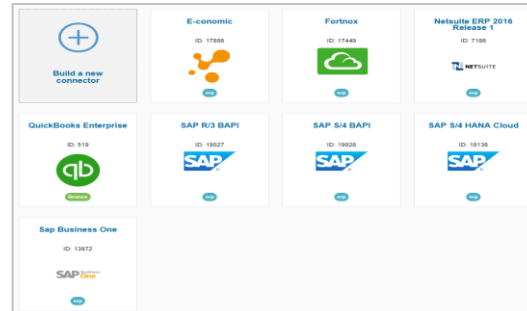 Build a new
connector
E-conomic
ID: 17866
erp
Fortnox
ID: 17449
erp
Netsuite ERP 2016
Release 1
ID: 7186
NETSUITE
erp
QuickBooks Enterprise
ID: 519
qb
finance
SAP R/3 BAPI
ID: 19027
SAP
erp
SAP S/4 BAPI
ID: 19028
SAP
erp
SAP S/4 HANA Cloud
ID: 19136
SAP
erp
Sap Business One
ID: 13972
SAP Business
One
erp